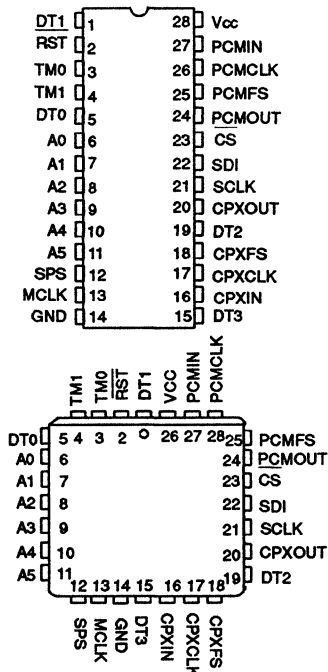 DT1 1 28 Vcc
RST 2 27 PCMIN
TM0 3 26 PCMCLK
TM1 4 25 PCMFS
DT0 5 24 PCMOUT
A0 6 23 CS
A1 7 22 SDI
A2 8 21 SCLK
A3 9 20 CPXOUT
A4 10 19 DT2
A5 11 18 CPXFS
SPS 12 17 CPXCLK
MCLK 13 16 CPXIN
GND 14 15 DT3
TM1 TM0 RST DT1 VCC PCMIN PCMCLK
DT0 5 4 3 2 26 27 28 25 PCMFS
A0 6 24 PCMOUT
A1 7 23 CS
A2 8 22 SDI
A3 9 21 SCLK
A4 10 20 CPXOUT
A5 11 19 DT2
12 13 14 15 16 17 18
SPS MCLK GND DT3 CPXIN CPXCLK CPXFS